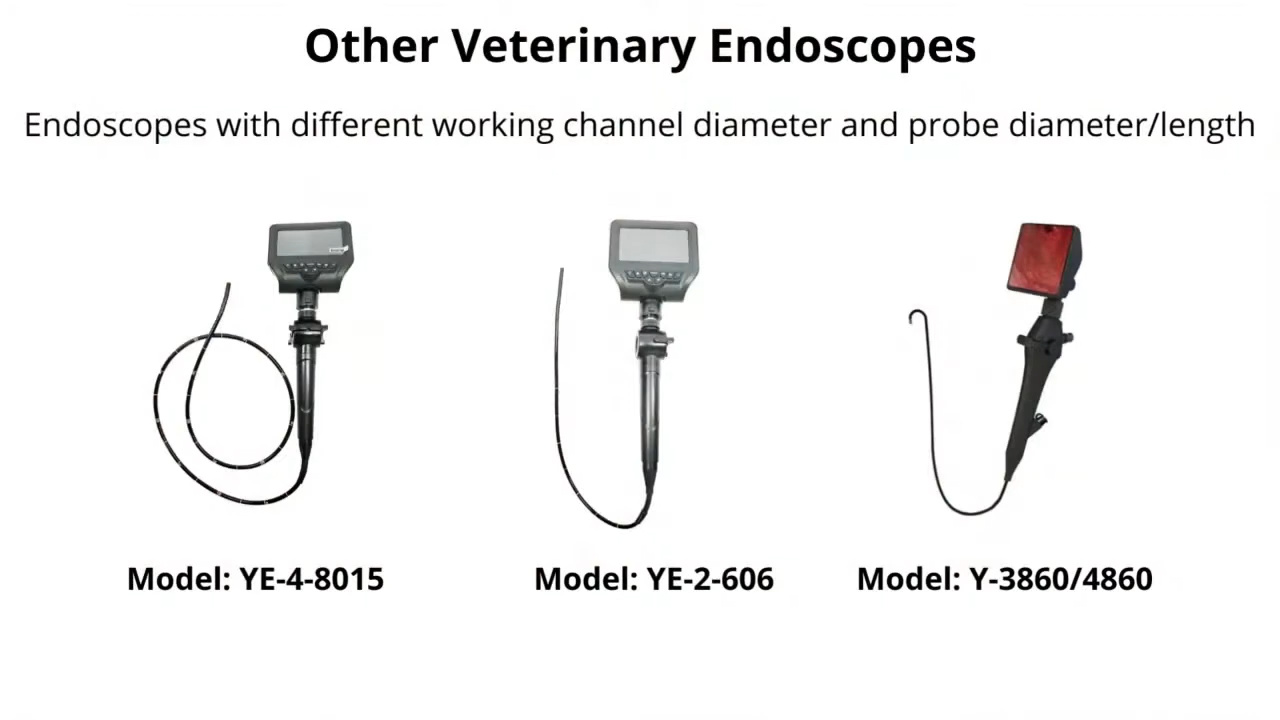 Other Veterinary Endoscopes
Endoscopes with different working channel diameter and probe diameter/length
Model: YE-4-8015
Model: YE-2-606
Model: Y-3860/4860